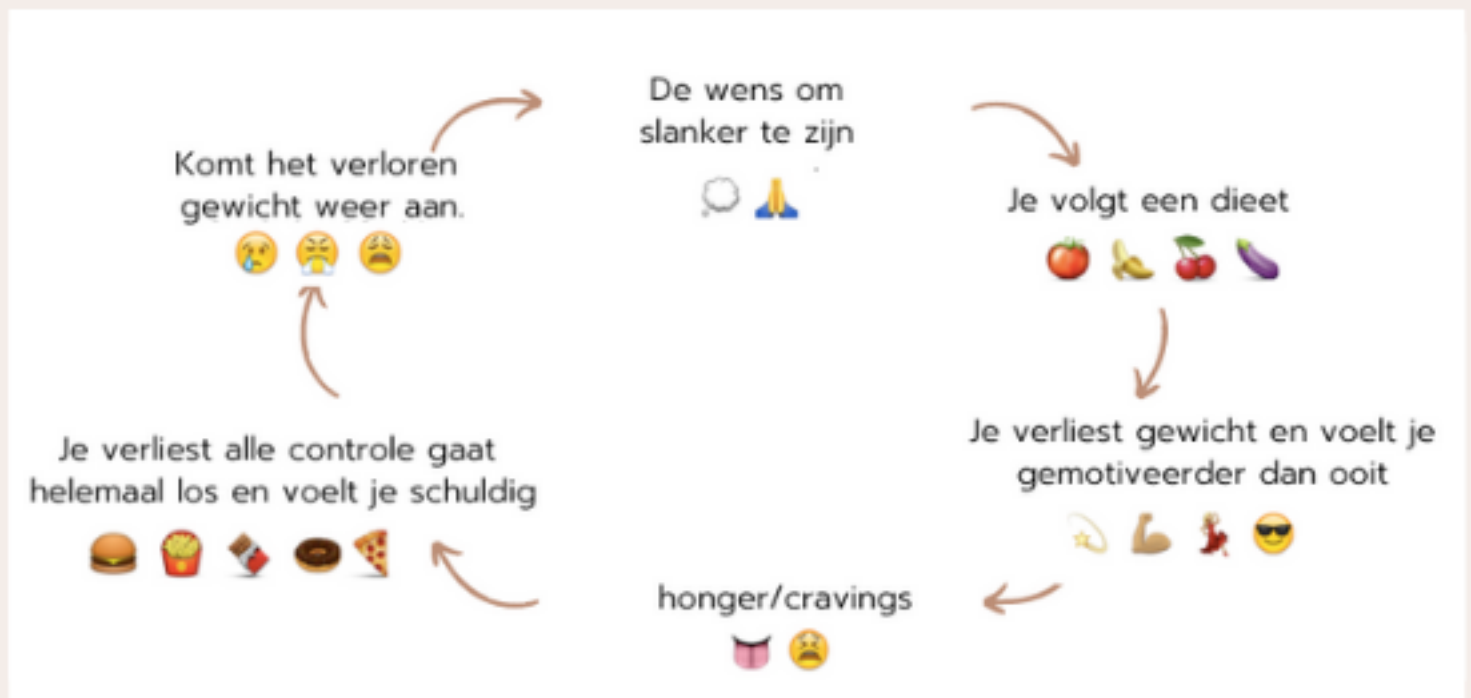 De wens om
slanker te zijn
Je volgt een dieet
Je verliest gewicht en voelt je
gemotiveerder dan ooit
honger/cravings
Je verliest alle controle gaat
helemaal los en voelt je schuldig
Komt het verloren
gewicht weer aan.